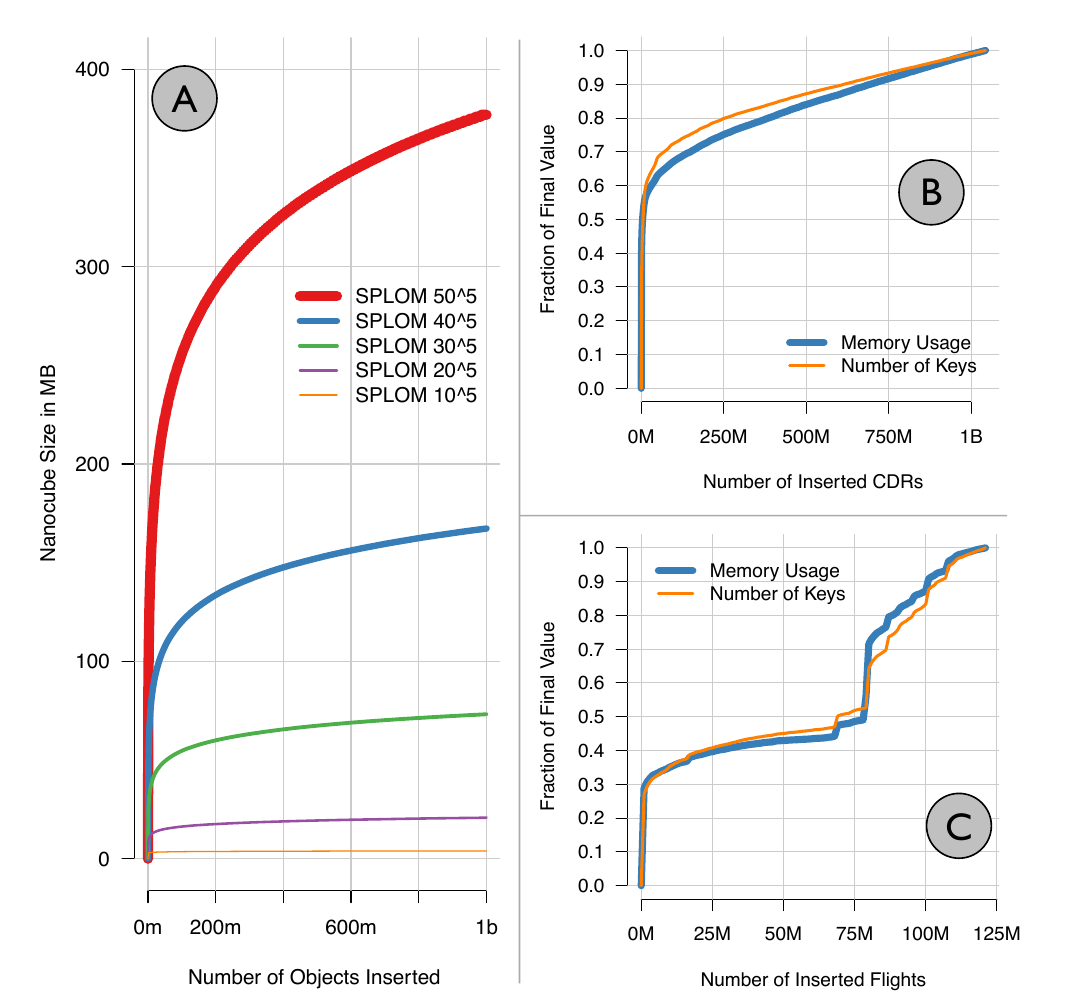 A
400
300
200
100
0
Nanocube Size in MB
SPLOM 50^5
SPLOM 40^5
SPLOM 30^5
SPLOM 20^5
SPLOM 10^5
0m 200m 600m 1b
Number of Objects Inserted
B
1.0
0.9
0.8
0.7
0.6
0.5
0.4
0.3
0.2
0.1
0.0
Fraction of Final Value
Memory Usage
Number of Keys
0M 250M 500M 750M 1B
Number of Inserted CDRs
1.0
0.9
0.8
0.7
0.6
0.5
0.4
0.3
0.2
0.1
0.0
Fraction of Final Value
Memory Usage
Number of Keys
C
0M 25M 50M 75M 100M 125M
Number of Inserted Flights